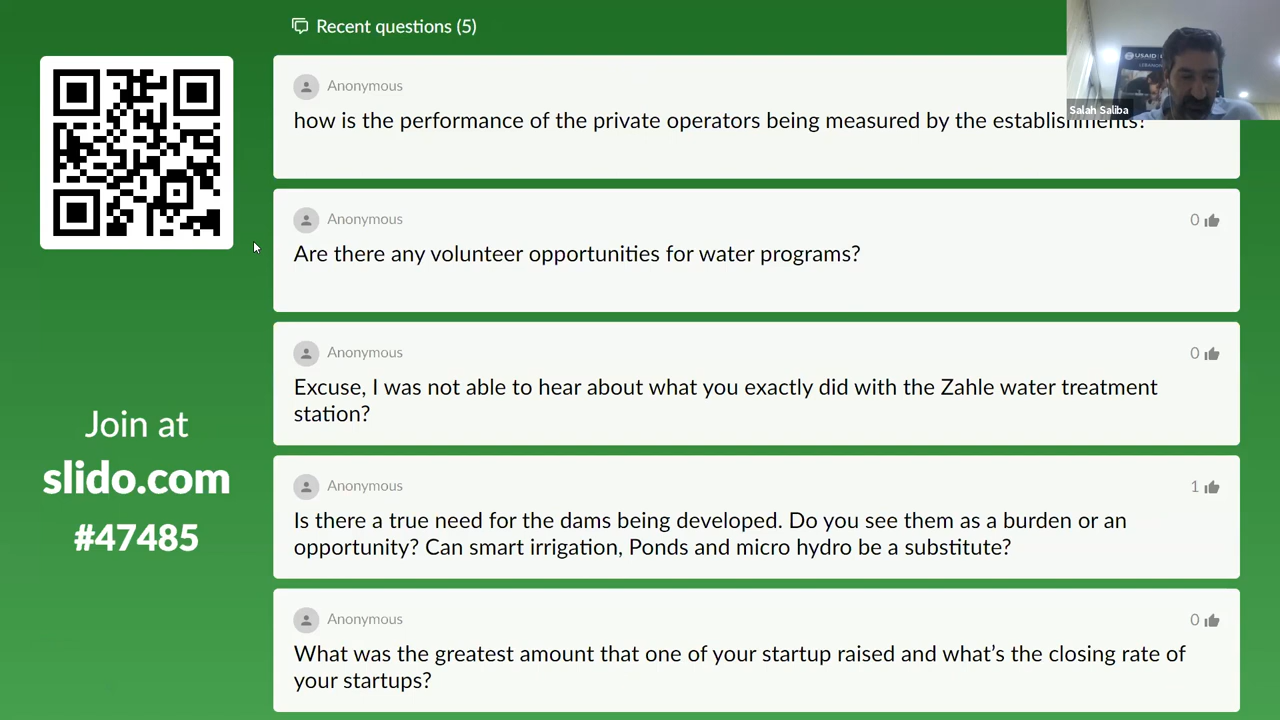 Recent questions (5)
Anonymous
how is the performance of the private operators being measured by the establishments?
Anonymous
0
Are there any volunteer opportunities for water programs?
Anonymous
0
Excuse, I was not able to hear about what you exactly did with the Zahle water treatment
station?
Anonymous
1
Is there a true need for the dams being developed. Do you see them as a burden or an
opportunity? Can smart irrigation, Ponds and micro hydro be a substitute?
Anonymous
0
What was the greatest amount that one of your startup raised and what's the closing rate of
your startups?
Join at
slido.com
#47485
USAID
LEBANON
Salah Saliba